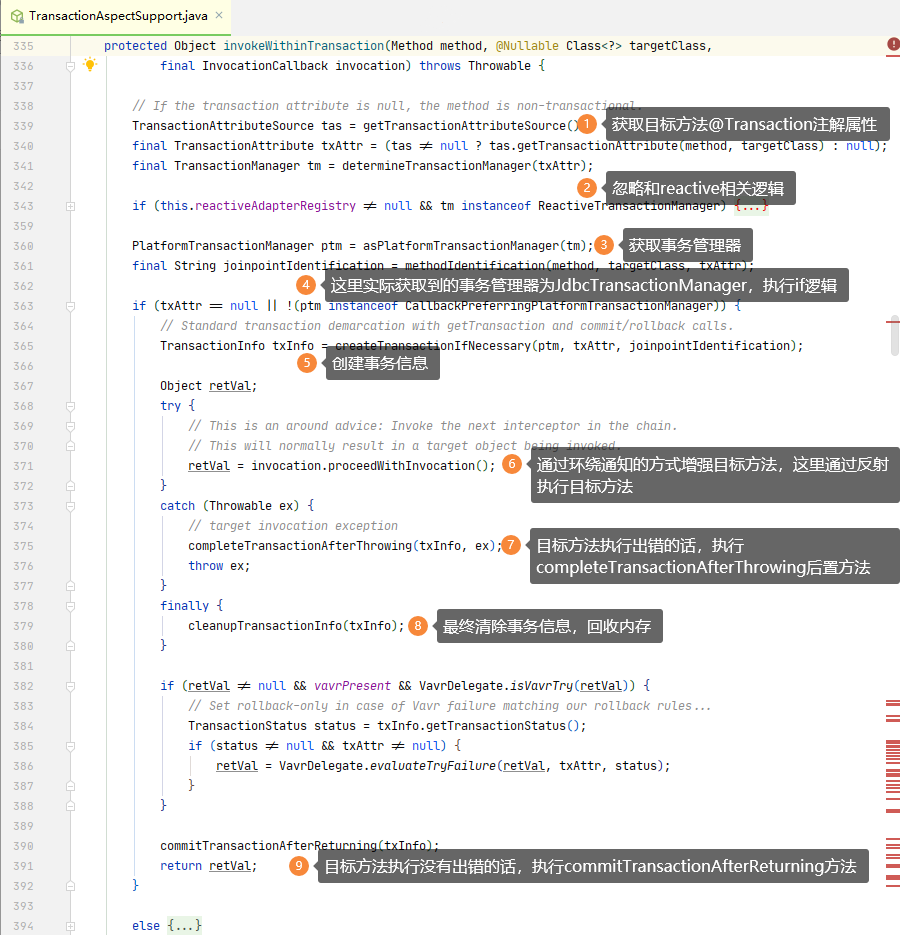 TransactionAspectSupport.java ×
335 protected Object invokeWithinTransaction(Method method, @Nullable Class<?> targetClass,
336 final InvocationCallback invocation) throws Throwable {
337
338 // If the transaction attribute is null, the method is non-transactional.
339 TransactionAttributeSource tas = getTransactionAttributeSource() 1 获取目标方法@Transaction注解属性
340 final TransactionAttribute txAttr = (tas ≠ null ? tas.getTransactionAttribute(method, targetClass) : null);
341 final TransactionManager tm = determineTransactionManager(txAttr);
342 2 忽略和reactive相关逻辑
343 if (this.reactiveAdapterRegistry ≠ null && tm instanceof ReactiveTransactionManager) {...}
359
360 PlatformTransactionManager ptm = asPlatformTransactionManager(tm); 3 获取事务管理器
361 final String joinpointIdentification = methodIdentification(method, targetClass, txAttr);
362 4 这里实际获取到的事务管理器为JdbcTransactionManager，执行if逻辑
363 if (txAttr == null || !(ptm instanceof CallbackPreferringPlatformTransactionManager)) {
364 // Standard transaction demarcation with getTransaction and commit/rollback calls.
365 TransactionInfo txInfo = createTransactionIfNecessary(ptm, txAttr, joinpointIdentification);
366 5 创建事务信息
367 Object retVal;
368 try {
369 // This is an around advice: Invoke the next interceptor in the chain.
370 // This will normally result in a target object being invoked.
371 retVal = invocation.proceedWithInvocation(); 6 通过环绕通知的方式增强目标方法，这里通过反射
372 } 执行目标方法
373 catch (Throwable ex) {
374 // target invocation exception
375 completeTransactionAfterThrowing(txInfo, ex); 7 目标方法执行出错的话，执行
376 throw ex; completeTransactionAfterThrowing后置方法
377 }
378 finally {
379 cleanupTransactionInfo(txInfo); 8 最终清除事务信息，回收内存
380 }
381
382 if (retVal ≠ null && vavrPresent && VavrDelegate.isVavrTry(retVal)) {
383 // Set rollback-only in case of Vavr failure matching our rollback rules...
384 TransactionStatus status = txInfo.getTransactionStatus();
385 if (status ≠ null && txAttr ≠ null) {
386 retVal = VavrDelegate.evaluateTryFailure(retVal, txAttr, status);
387 }
388 }
389
390 commitTransactionAfterReturning(txInfo);
391 return retVal; 9 目标方法执行没有出错的话，执行commitTransactionAfterReturning方法
392 }
393
394 else {...}